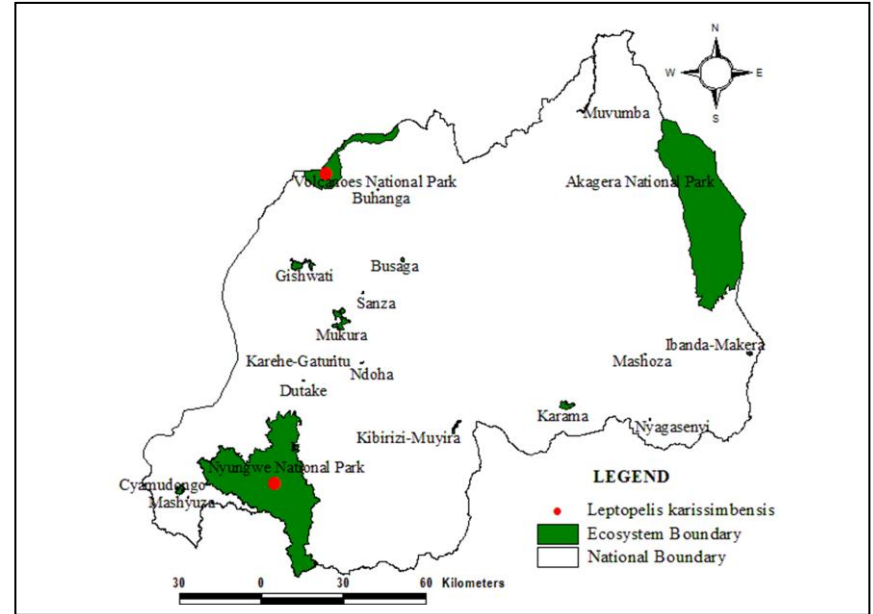 N
W E
S
Muvumba
Volcanoes National Park
Akagera National Park
Buhanga
Gishwati
Busaga
Sanza
Mukura
Ibanda-Makera
Karehe-Gaturitu
Mashoza
Ndoha
Dutake
Karama
Nyagasenyi
Kibirizi-Muyira
Nyungwe National Park
Cyamudongo
Mashyuza
LEGEND
Leptopelis karissimbensis
Ecosystem Boundary
National Boundary
30 0 30 60 Kilometers